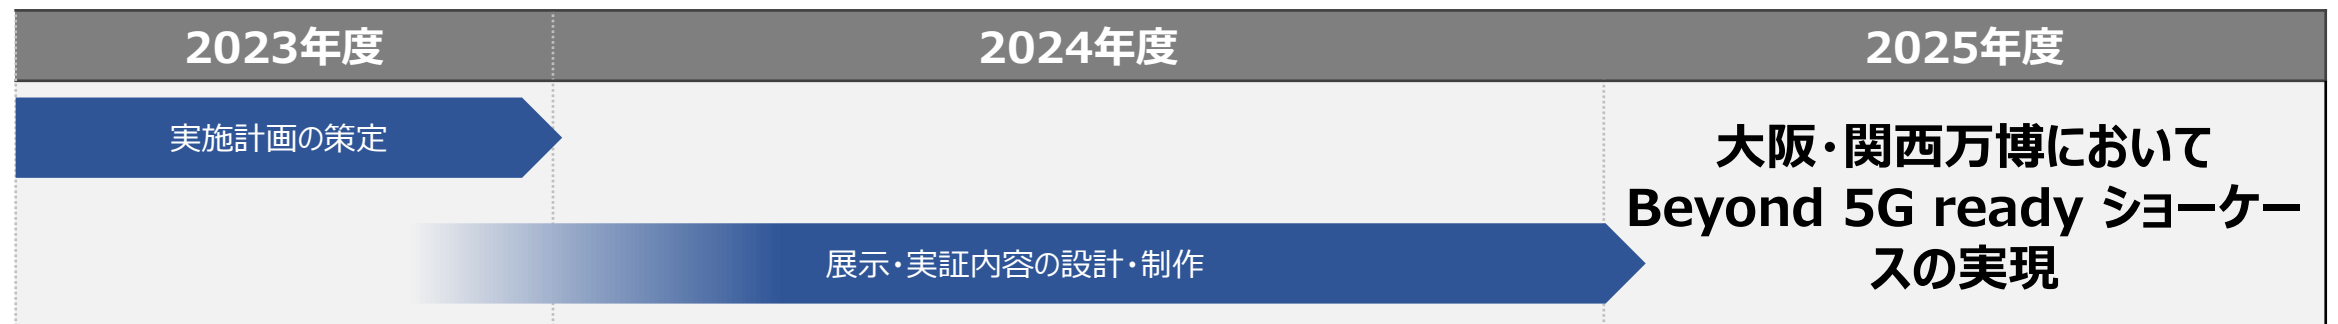 2023年度
2024年度
2025年度
実施計画の策定
展示・実証内容の設計・制作
大阪・関西万博において
Beyond 5G ready ショーケー
スの実現